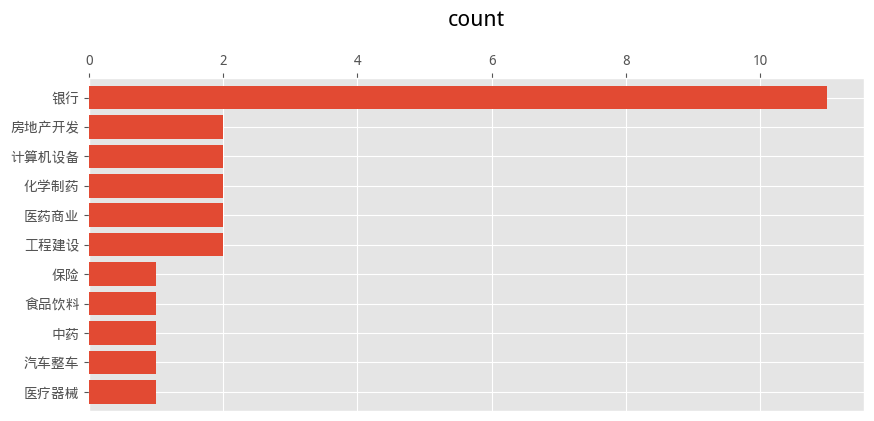 count
0 2 4 6 8 10
银行
房地产开发
计算机设备
化学制药
医药商业
工程建设
保险
食品饮料
中药
汽车整车
医疗器械